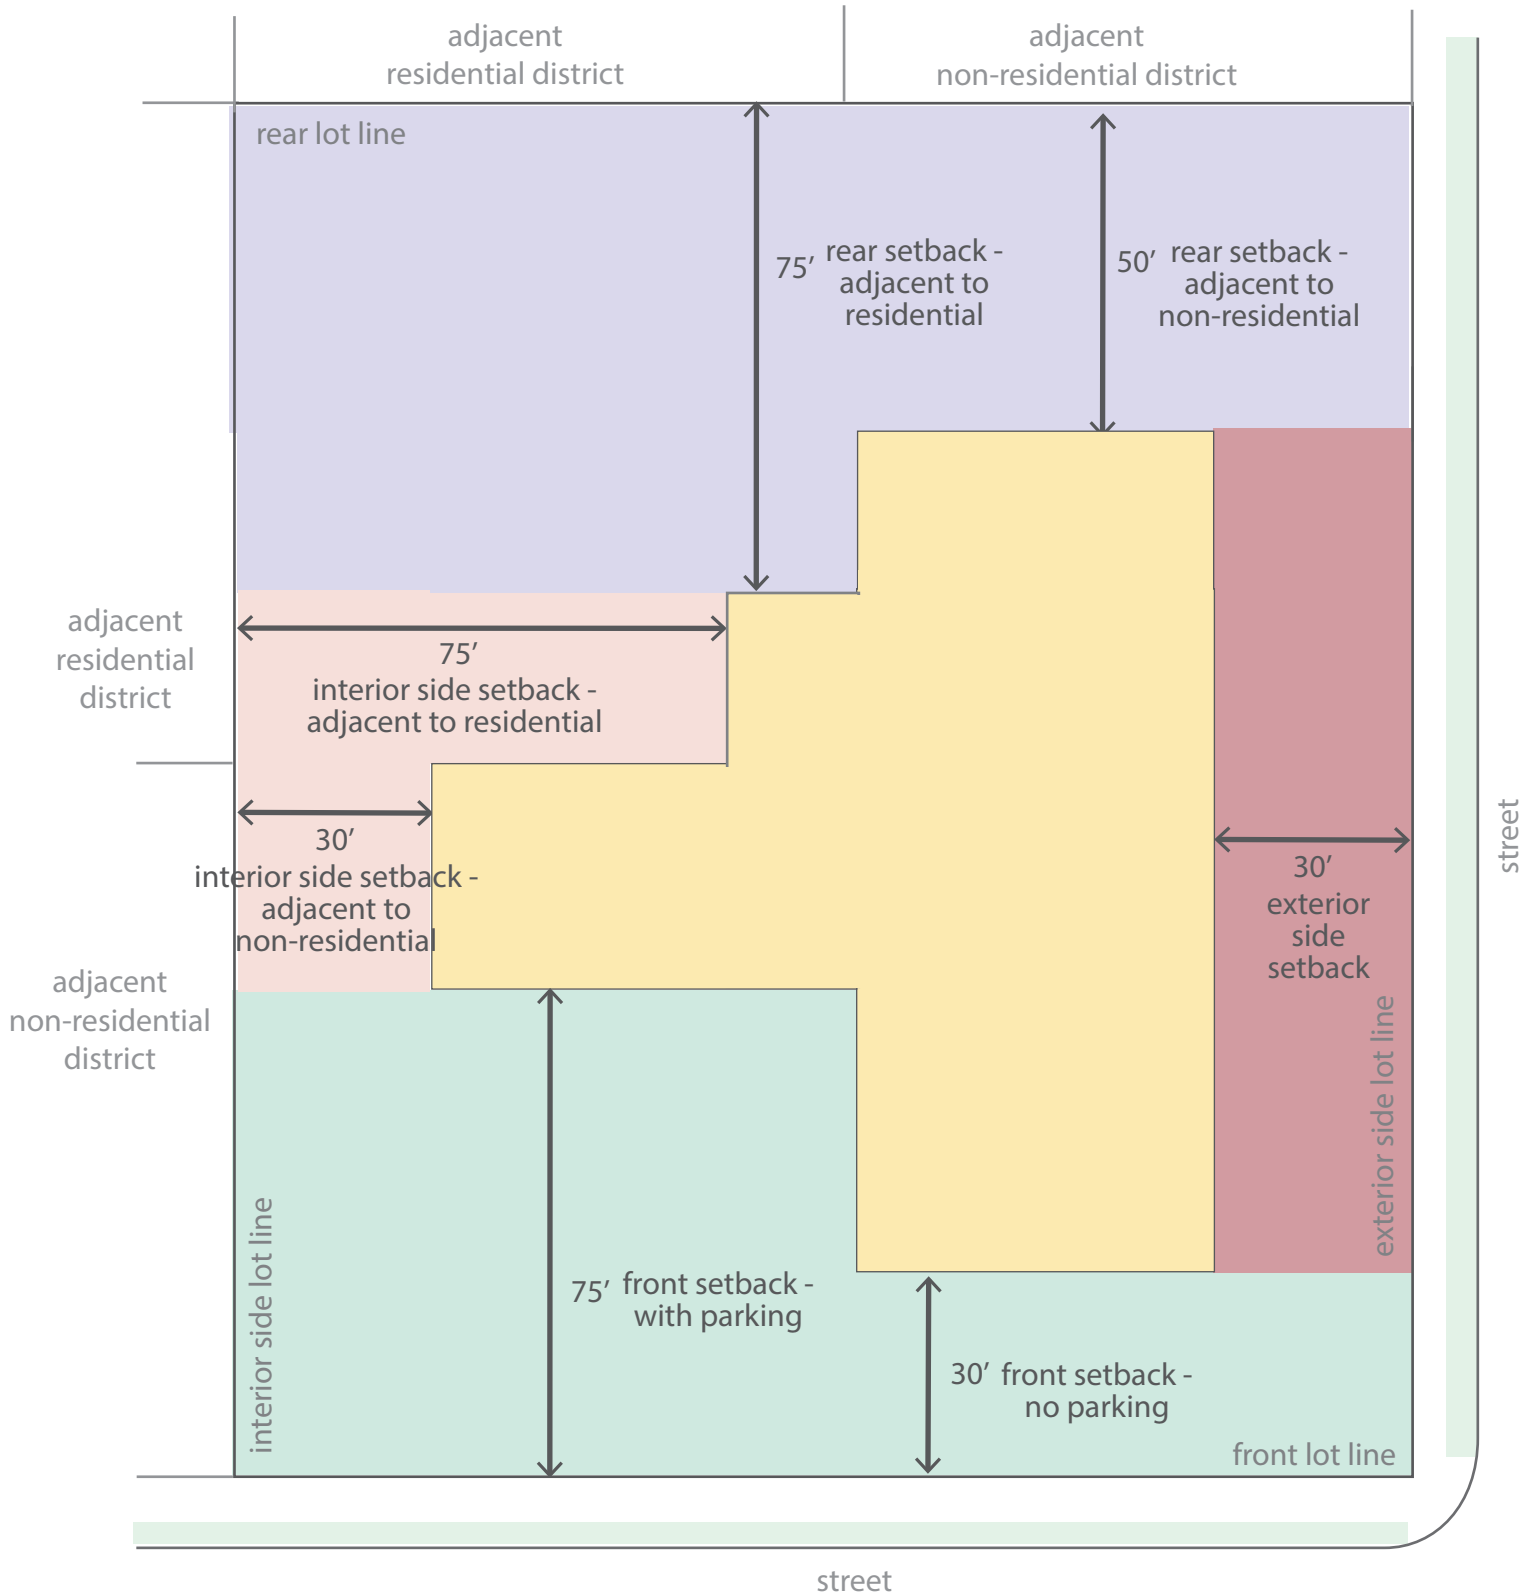 adjacent
residential district
adjacent
non-residential district
rear lot line
75’ rear setback -
adjacent to
residential
50’ rear setback -
adjacent to
non-residential
adjacent
residential
district
75’
interior side setback -
adjacent to residential
30’
interior side setback -
adjacent to
non-residential
30’
exterior
side
setback
street
adjacent
non-residential
district
exterior side lot line
interior side lot line
75’ front setback -
with parking
30’ front setback -
no parking
front lot line
street